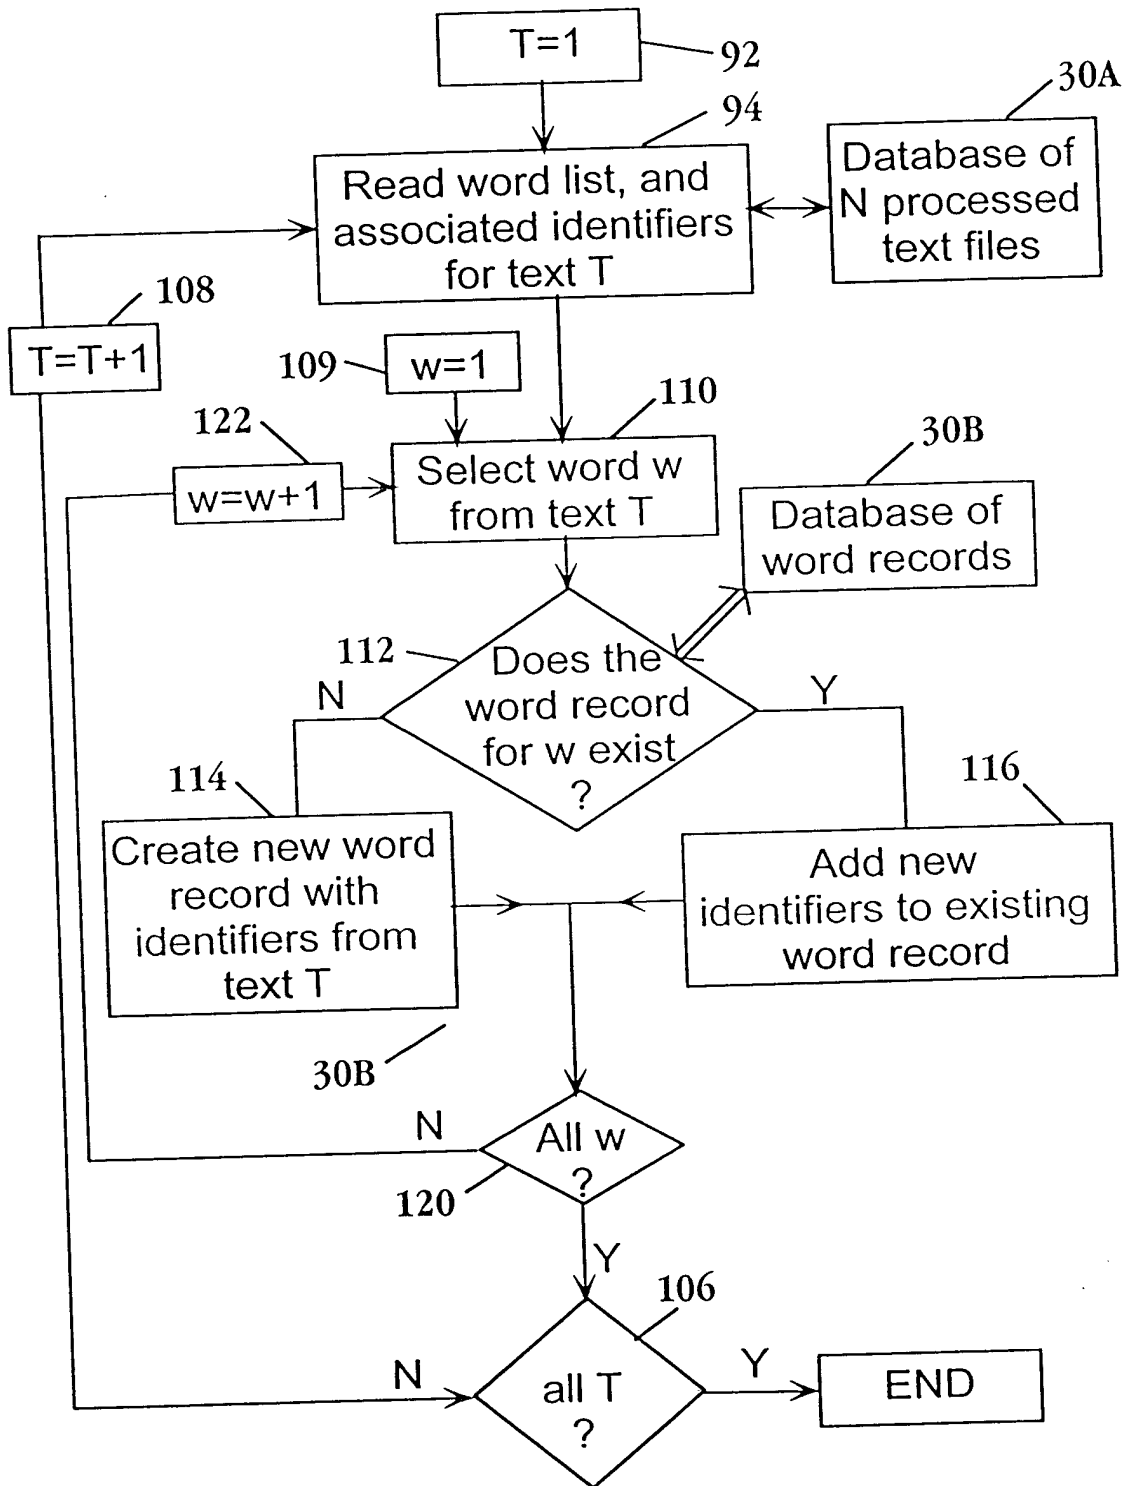 T=1
92
30A
94
Database of
N processed
text files
Read word list, and
associated identifiers
for text T
108
T=T+1
109
w=1
110
122
30B
w=w+1
Select word w
from text T
Database of
word records
112
Does the
word record
for w exist
?
N
Y
114
116
Create new word
record with
identifiers from
text T
Add new
identifiers to existing
word record
30B
N
All w
?
120
Y
106
N
all T
?
Y
END